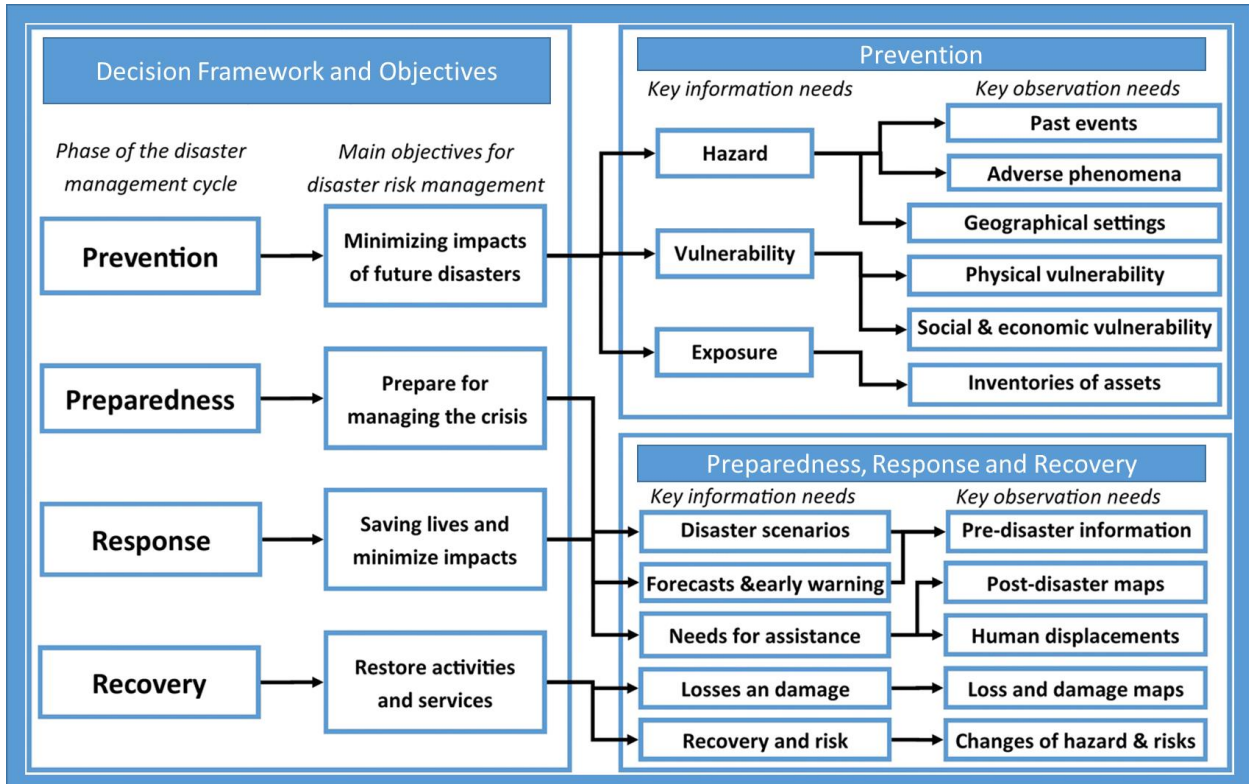 Decision Framework and Objectives
Phase of the disaster
management cycle
Main objectives for
disaster risk management
Prevention
Minimizing impacts
of future disasters
Preparedness
Prepare for
managing the crisis
Response
Saving lives and
minimize impacts
Recovery
Restore activities
and services
Prevention
Key information needs
Key observation needs
Hazard
Past events
Adverse phenomena
Geographical settings
Vulnerability
Physical vulnerability
Social & economic vulnerability
Exposure
Inventories of assets
Preparedness, Response and Recovery
Key information needs
Key observation needs
Disaster scenarios
Pre-disaster information
Forecasts &early warning
Post-disaster maps
Needs for assistance
Human displacements
Losses an damage
Loss and damage maps
Recovery and risk
Changes of hazard & risks